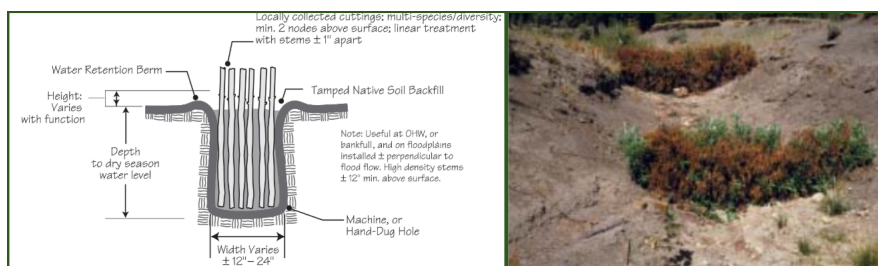 Locally collected cuttings; multi-species/diversity;
min. 2 nodes above surface; linear treatment
with stems ± 1" apart
Water Retention Berm
Tamped Native Soil Backfill
Height:
Varies
with function
Note: Useful at OHW, or
bankfull, and on floodplains
installed ± perpendicular to
flood flow. High density stems
± 12" min. above surface.
Depth
to dry season
water level
Machine, or
Hand-Dug Hole
Width Varies
± 12"– 24"